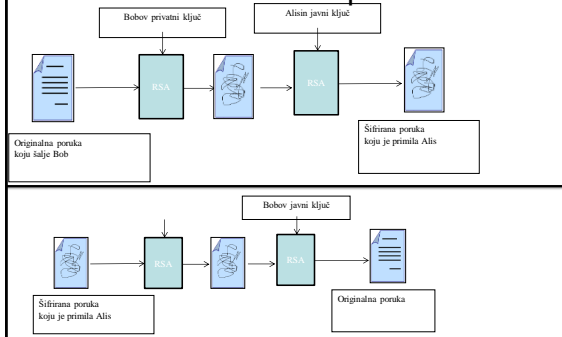 Bobov privatni ključ
Alisin javni ključ
RSA
RSA
Originalna poruka
koju šalje Bob
Šifrirana poruka
koju je primila Alis
Bobov javni ključ
RSA
RSA
Šifrirana poruka
koju je primila Alis
Originalna poruka